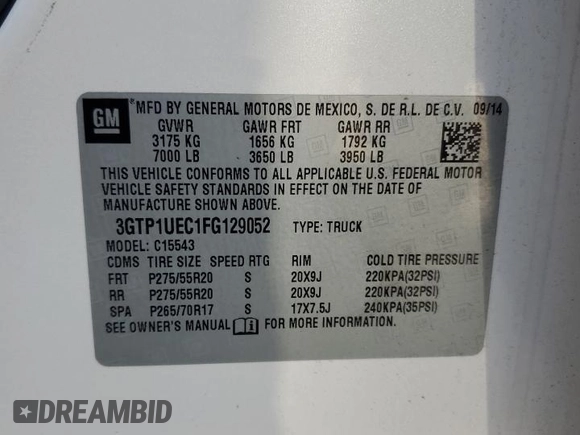 GM
*MFD BY GENERAL MOTORS DE MEXICO, S. DE R.L. DE C.V. 09/14
GVWR GAWR FRT GAWR RR
3175 KG 1656 KG 1792 KG
7000 LB 3650 LB 3950 LB
THIS VEHICLE CONFORMS TO ALL APPLICABLE U.S. FEDERAL MOTOR
VEHICLE SAFETY STANDARDS IN EFFECT ON THE DATE OF
MANUFACTURE SHOWN ABOVE.
3GTP1UEC1FG129052 TYPE: TRUCK
MODEL: C15543
CDMS TIRE SIZE SPEED RTG RIM COLD TIRE PRESSURE
FRT P275/55R20 S 20X9J 220KPA(32PSI)
RR P275/55R20 S 20X9J 220KPA(32PSI)
SPA P265/70R17 S 17X7.5J 240KPA(35PSI)
SEE OWNER'S MANUAL FOR MORE INFORMATION.
DREAMBID